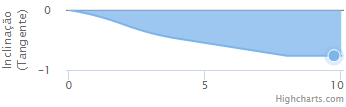 Inclinação
(Tangente)
0
-1
0
5
10
Highcharts.com